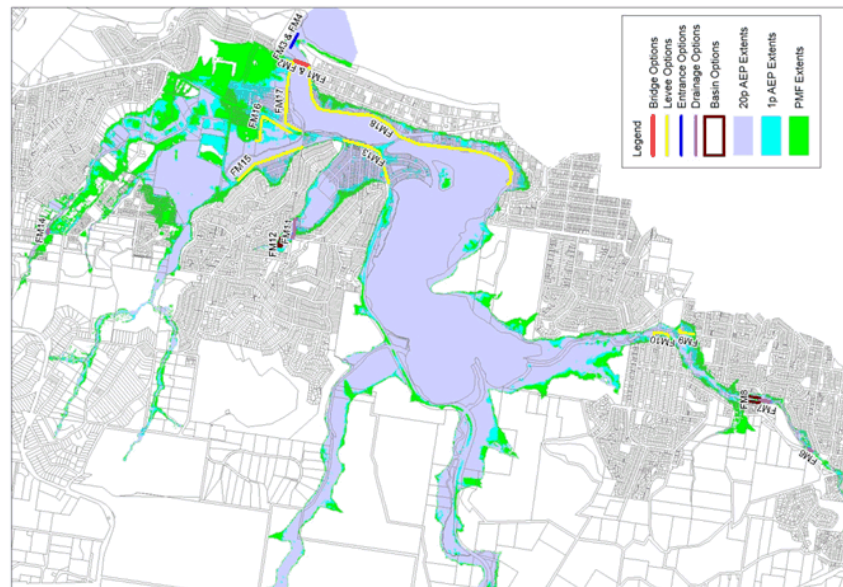 FM3 & FM4
FM1 & FM2
FM17
FM16
FM18
FM13
FM15
FM14
FM12
FM11
FM10
FM9
FM8
FM7
FM6
Legend
Bridge Options
Levee Options
Entrance Options
Drainage Options
Basin Options
20p AEP Extents
1p AEP Extents
PMF Extents